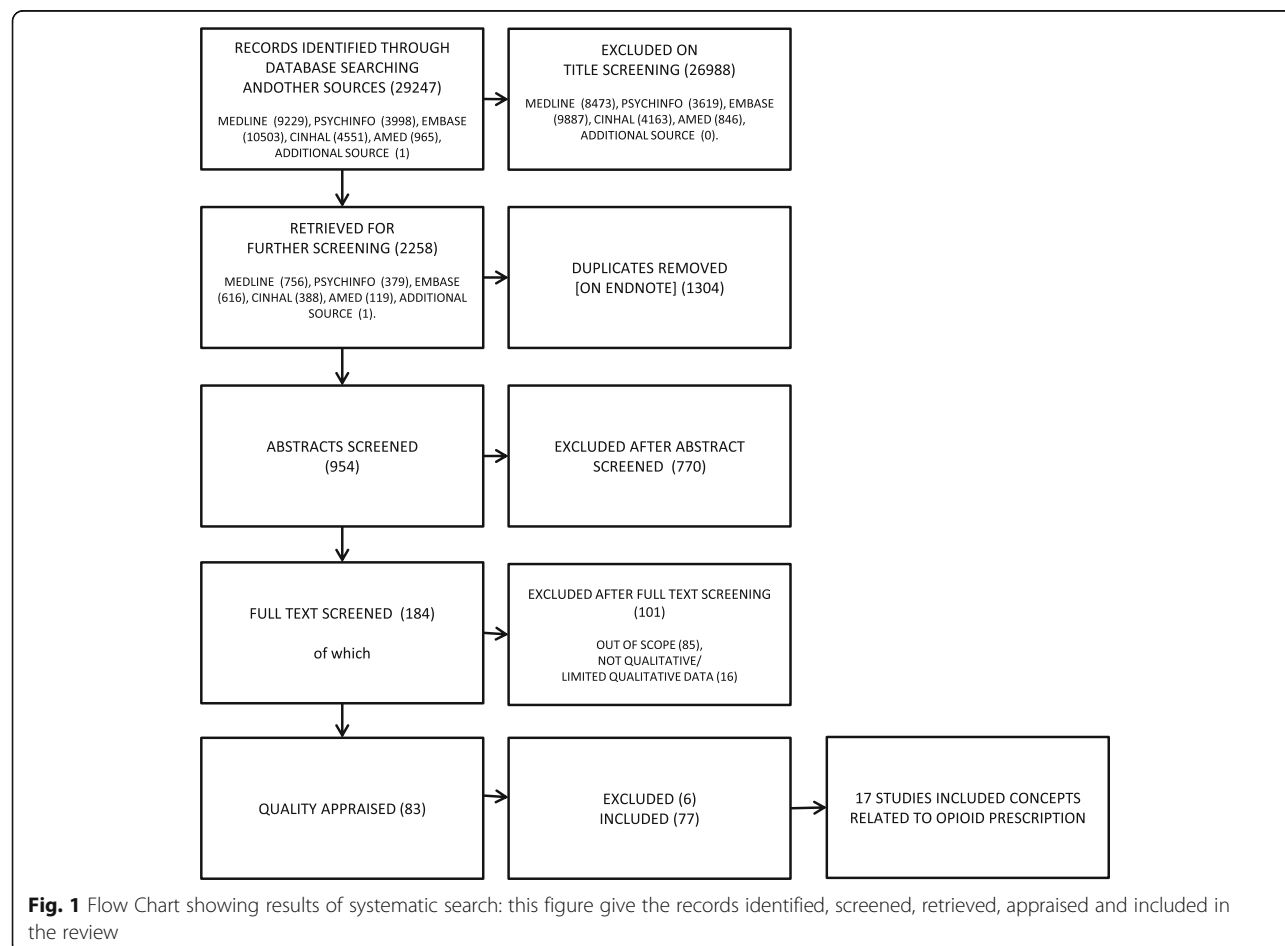 RECORDS IDENTIFIED THROUGH
DATABASE SEARCHING
ANDOTHER SOURCES (29247)
MEDLINE (9229), PSYCHINFO (3998), EMBASE
(10503), CINHAL (4551), AMED (965),
ADDITIONAL SOURCE (1)
EXCLUDED ON
TITLE SCREENING (26988)
MEDLINE (8473), PSYCHINFO (3619), EMBASE
(9887), CINHAL (4163), AMED (846),
ADDITIONAL SOURCE (0).
RETRIEVED FOR
FURTHER SCREENING (2258)
MEDLINE (756), PSYCHINFO (379), EMBASE
(616), CINHAL (388), AMED (119), ADDITIONAL
SOURCE (1).
DUPLICATES REMOVED
[ON ENDNOTE] (1304)
ABSTRACTS SCREENED
(954)
EXCLUDED AFTER ABSTRACT
SCREENED (770)
FULL TEXT SCREENED (184)
of which
EXCLUDED AFTER FULL TEXT SCREENING
(101)
OUT OF SCOPE (85),
NOT QUALITATIVE/
LIMITED QUALITATIVE DATA (16)
QUALITY APPRAISED (83)
EXCLUDED (6)
INCLUDED (77)
17 STUDIES INCLUDED CONCEPTS
RELATED TO OPIOID PRESCRIPTION
Fig. 1 Flow Chart showing results of systematic search: this figure give the records identified, screened, retrieved, appraised and included in
the review